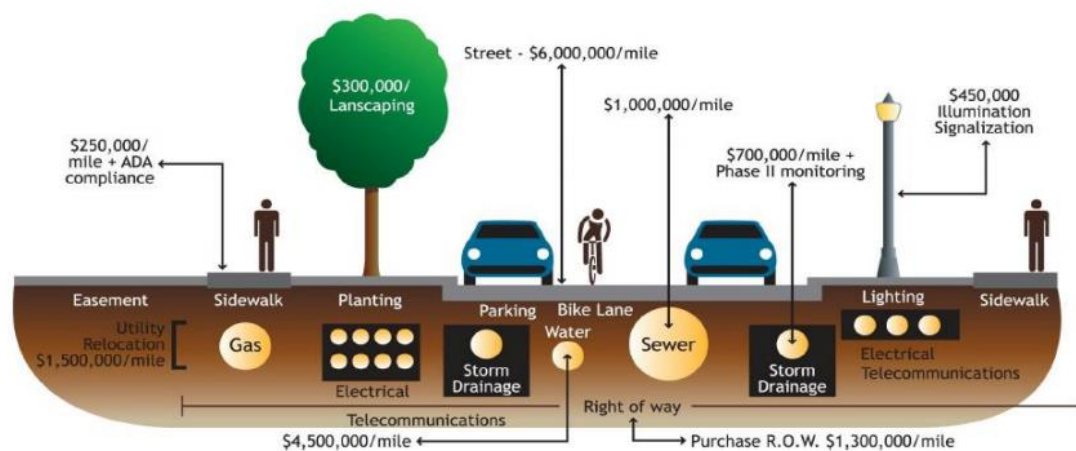 Street - $6,000,000/mile
$300,000/
Lanscaping
$1,000,000/mile
$450,000
Illumination
Signalization
$250,000/
mile + ADA
compliance
$700,000/mile +
Phase II monitoring
Easement
Sidewalk
Planting
Parking
Bike Lane
Lighting
Sidewalk
Utility
Relocation
$1,500,000/mile
Gas
Electrical
Storm
Drainage
Water
Sewer
Storm
Drainage
Electrical
Telecommunications
Telecommunications
Right of way
$4,500,000/mile
Purchase R.O.W. $1,300,000/mile